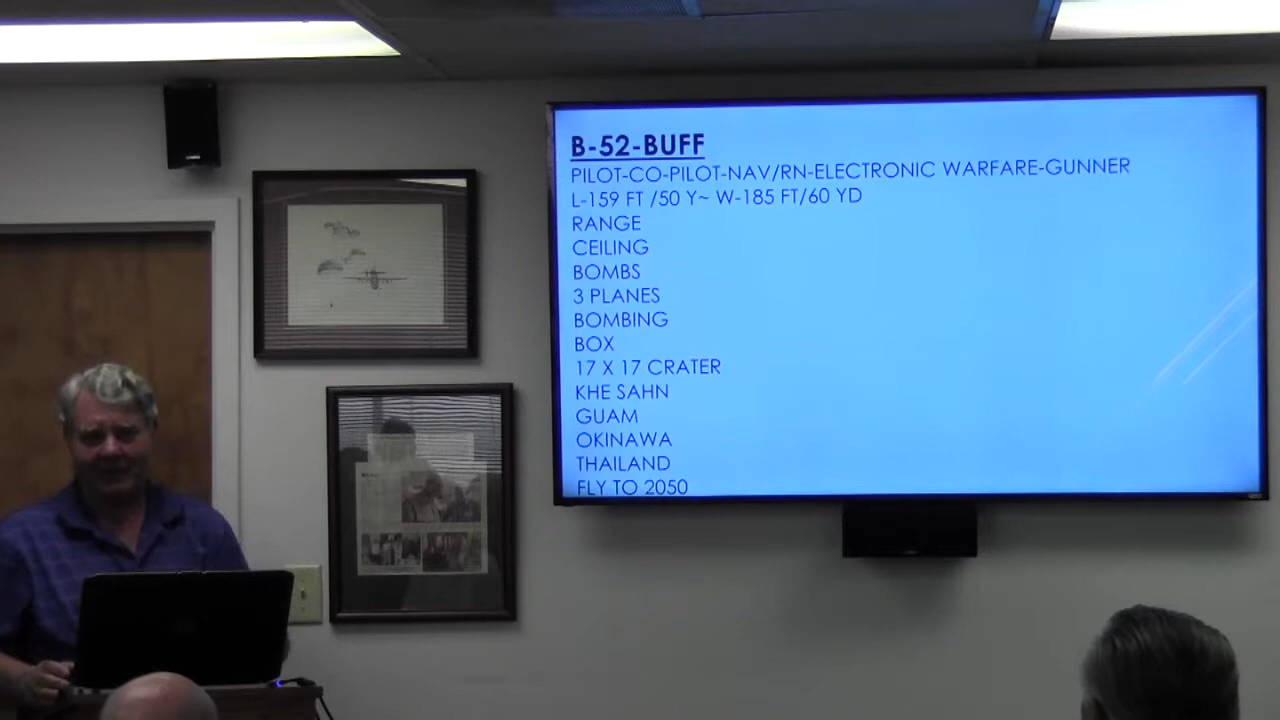 B-52-BUFF
PILOT-CO-PILOT-NAV/RN-ELECTRONIC WARFARE-GUNNER
L-159 FT /50 Y~ W-185 FT/60 YD
RANGE
CEILING
BOMBS
3 PLANES
BOMBING
BOX
17 X 17 CRATER
KHE SAHN
GUAM
OKINAWA
THAILAND
FLY TO 2050